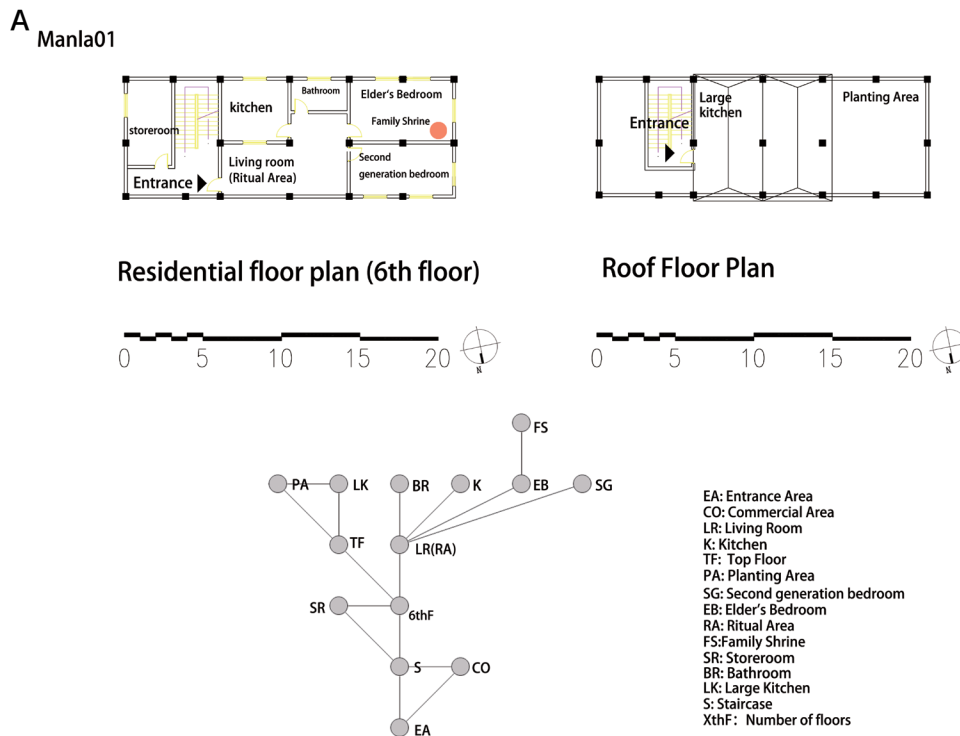 A
Manla01
Bathroom
Elder's Bedroom
kitchen
Family Shrine
storeroom
Living room
(Ritual Area)
Second
generation bedroom
Entrance
Large
kitchen
Planting Area
Entrance
Residential floor plan (6th floor)
Roof Floor Plan
0 5 10 15 20
N
0 5 10 15 20
N
FS
PA LK BR K EB SG
TF LR(RA)
SR 6thF
S CO
EA
EA: Entrance Area
CO: Commercial Area
LR: Living Room
K: Kitchen
TF: Top Floor
PA: Planting Area
SG: Second generation bedroom
EB: Elder's Bedroom
RA: Ritual Area
FS:Family Shrine
SR: Storeroom
BR: Bathroom
LK: Large Kitchen
S: Staircase
XthF: Number of floors